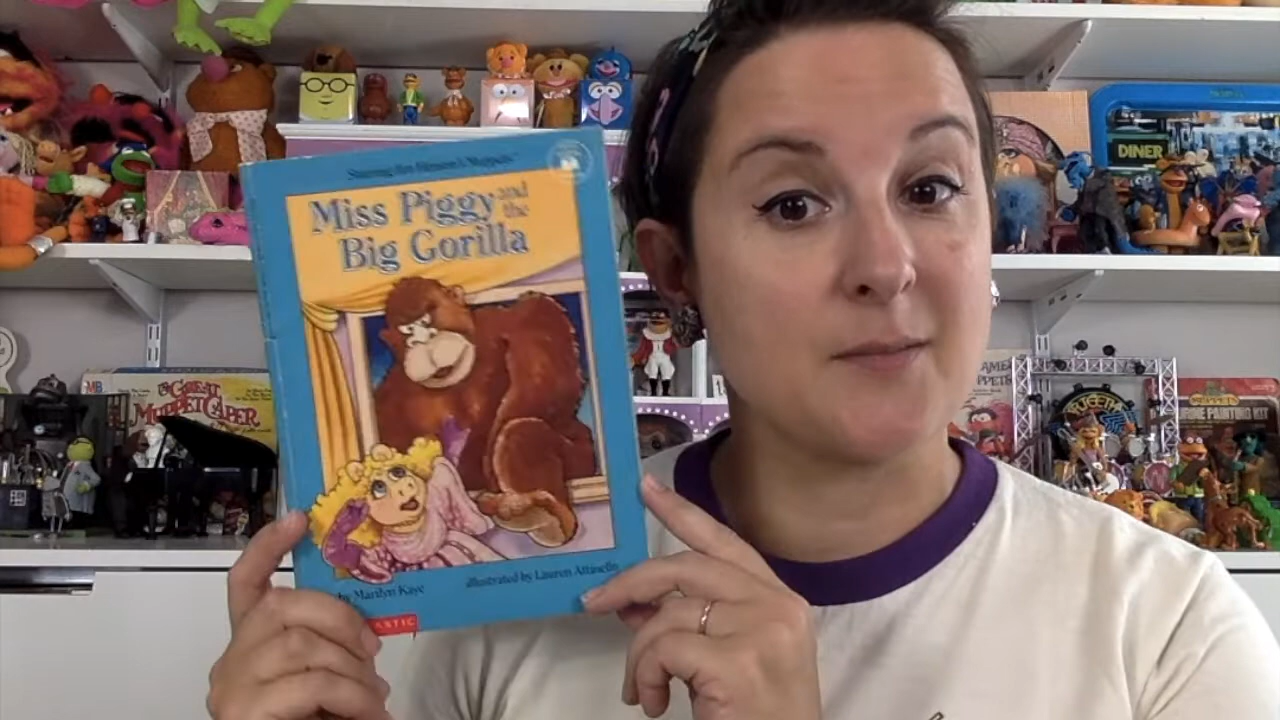 Starring Jim Henson's Muppets
Miss Piggy and the
Big Gorilla
by Marilyn Kaye
illustrated by Lauren Attinello
DINER
MB
The GREAT
MUPPET CAPER